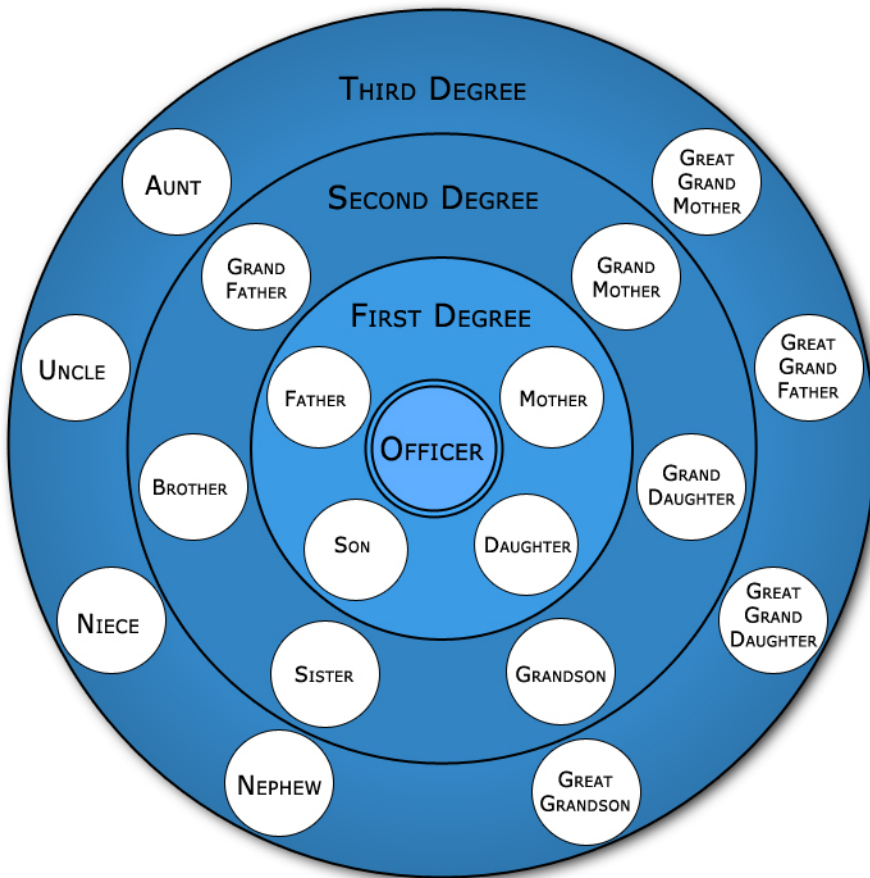 Third Degree
Aunt
Great
Grand
Mother
Second Degree
Grand
Father
Grand
Mother
First Degree
Uncle
Great
Grand
Father
Father
Mother
Officer
Brother
Grand
Daughter
Son
Daughter
Niece
Great
Grand
Daughter
Sister
Grandson
Nephew
Great
Grandson